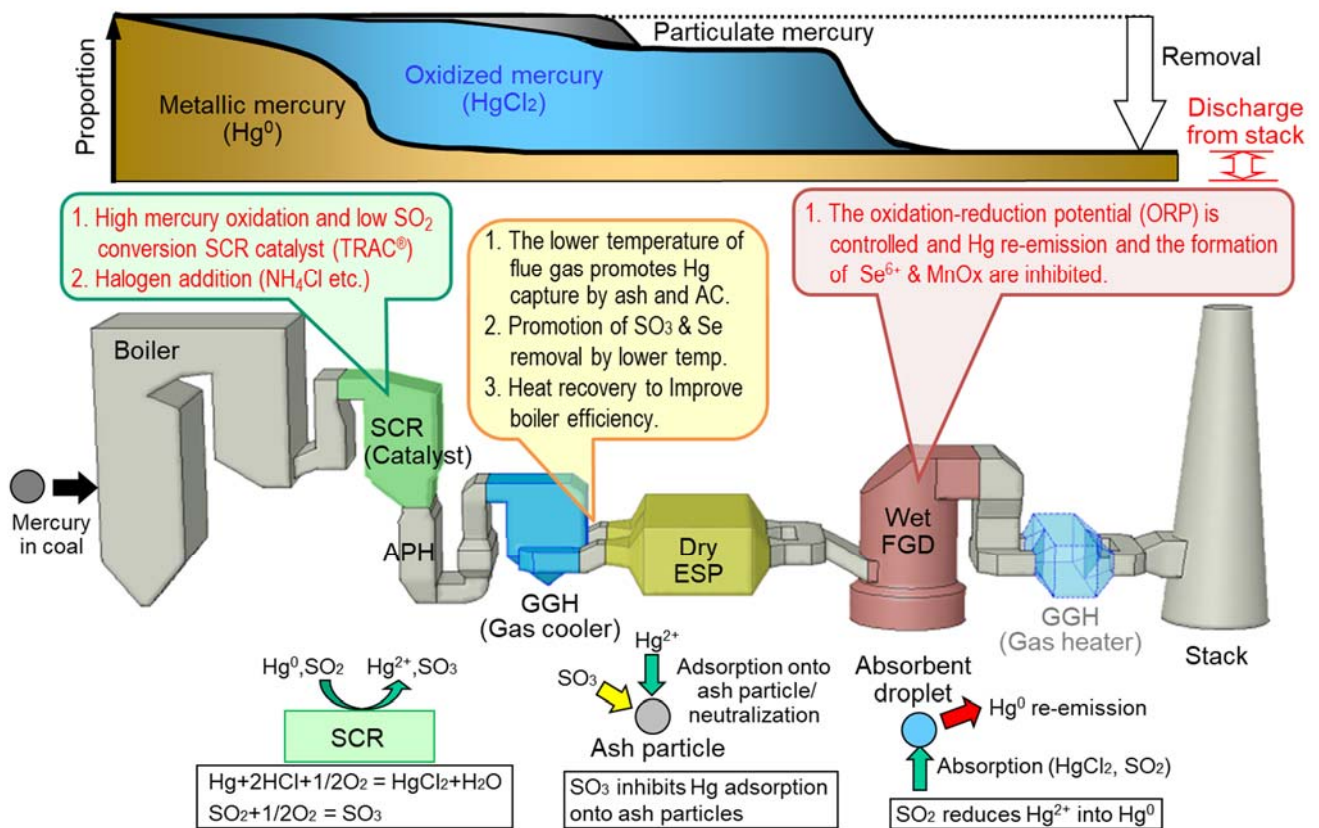 Proportion
Particulate mercury
Oxidized mercury
(HgCl₂)
Metallic mercury
(Hg⁰)
Removal
Discharge
from stack
1. High mercury oxidation and low SO₂
conversion SCR catalyst (TRAC®)
2. Halogen addition (NH₄Cl etc.)
1. The lower temperature of
flue gas promotes Hg
capture by ash and AC.
2. Promotion of SO₃ & Se
removal by lower temp.
3. Heat recovery to Improve
boiler efficiency.
1. The oxidation-reduction potential (ORP) is
controlled and Hg re-emission and the formation
of Se⁶⁺ & MnOx are inhibited.
Boiler
SCR
(Catalyst)
Mercury
in coal
APH
GGH
(Gas cooler)
Dry
ESP
Wet
FGD
GGH
(Gas heater)
Stack
Hg⁰,SO₂
Hg²⁺,SO₃
SCR
Hg+2HCl+1/2O₂ = HgCl₂+H₂O
SO₂+1/2O₂ = SO₃
Hg²⁺
SO₃
Adsorption onto
ash particle/
neutralization
Ash particle
SO₃ inhibits Hg adsorption
onto ash particles
Absorbent
droplet
Hg⁰ re-emission
Absorption (HgCl₂, SO₂)
SO₂ reduces Hg²⁺ into Hg⁰